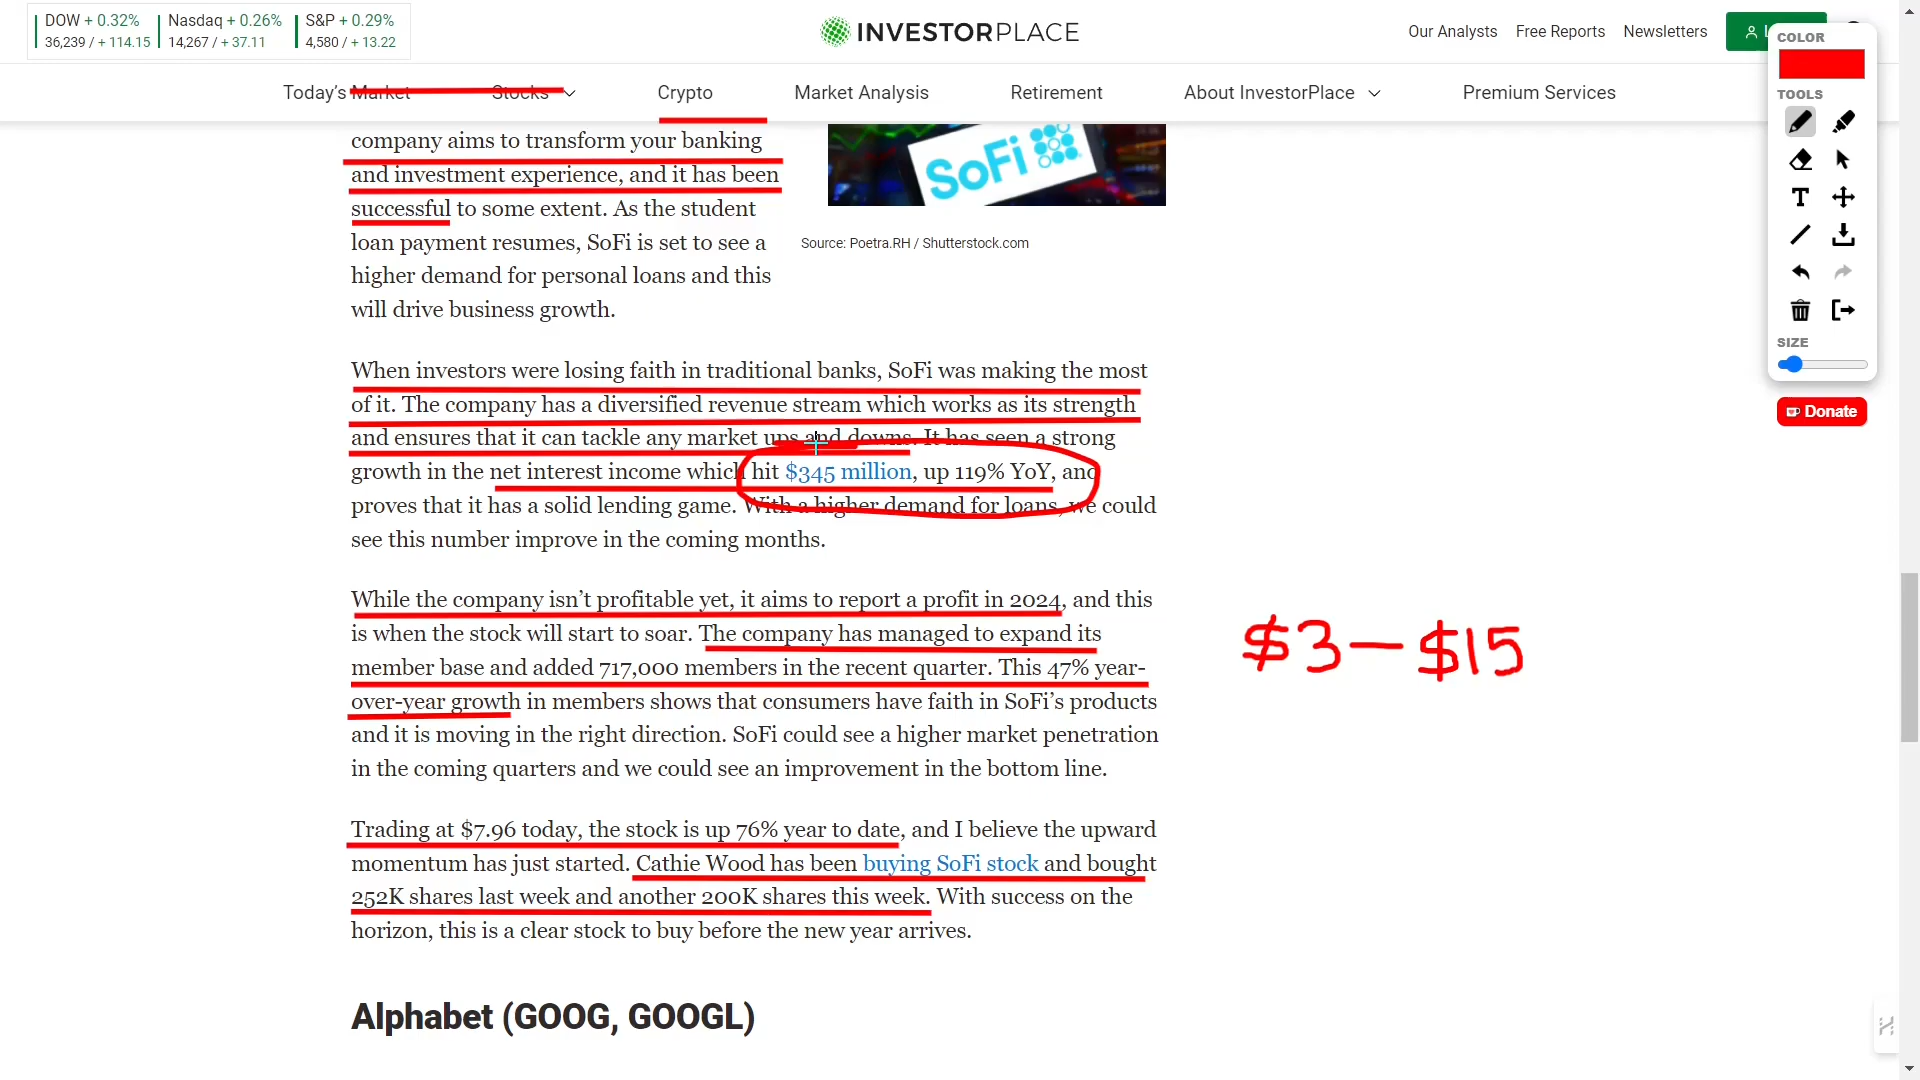 DOW + 0.32%
36,239 / + 114.15
Nasdaq + 0.26%
14,267 / + 37.11
S&P + 0.29%
4,580 / + 13.22
INVESTORPLACE
Our Analysts
Free Reports
Newsletters
Today's Market
Stocks
Crypto
Market Analysis
Retirement
About InvestorPlace
Premium Services
company aims to transform your banking
and investment experience, and it has been
successful to some extent. As the student
loan payment resumes, SoFi is set to see a
higher demand for personal loans and this
will drive business growth.
SoFi
Source: Poetra.RH / Shutterstock.com
When investors were losing faith in traditional banks, SoFi was making the most
of it. The company has a diversified revenue stream which works as its strength
and ensures that it can tackle any market ups and downs. It has seen a strong
growth in the net interest income which hit $345 million, up 119% YoY, and
proves that it has a solid lending game. With a higher demand for loans, we could
see this number improve in the coming months.
While the company isn’t profitable yet, it aims to report a profit in 2024, and this
is when the stock will start to soar. The company has managed to expand its
member base and added 717,000 members in the recent quarter. This 47% year-
over-year growth in members shows that consumers have faith in SoFi’s products
and it is moving in the right direction. SoFi could see a higher market penetration
in the coming quarters and we could see an improvement in the bottom line.
$3 — $15
Trading at $7.96 today, the stock is up 76% year to date, and I believe the upward
momentum has just started. Cathie Wood has been buying SoFi stock and bought
252K shares last week and another 200K shares this week. With success on the
horizon, this is a clear stock to buy before the new year arrives.
Alphabet (GOOG, GOOGL)
COLOR
TOOLS
T
SIZE
Donate